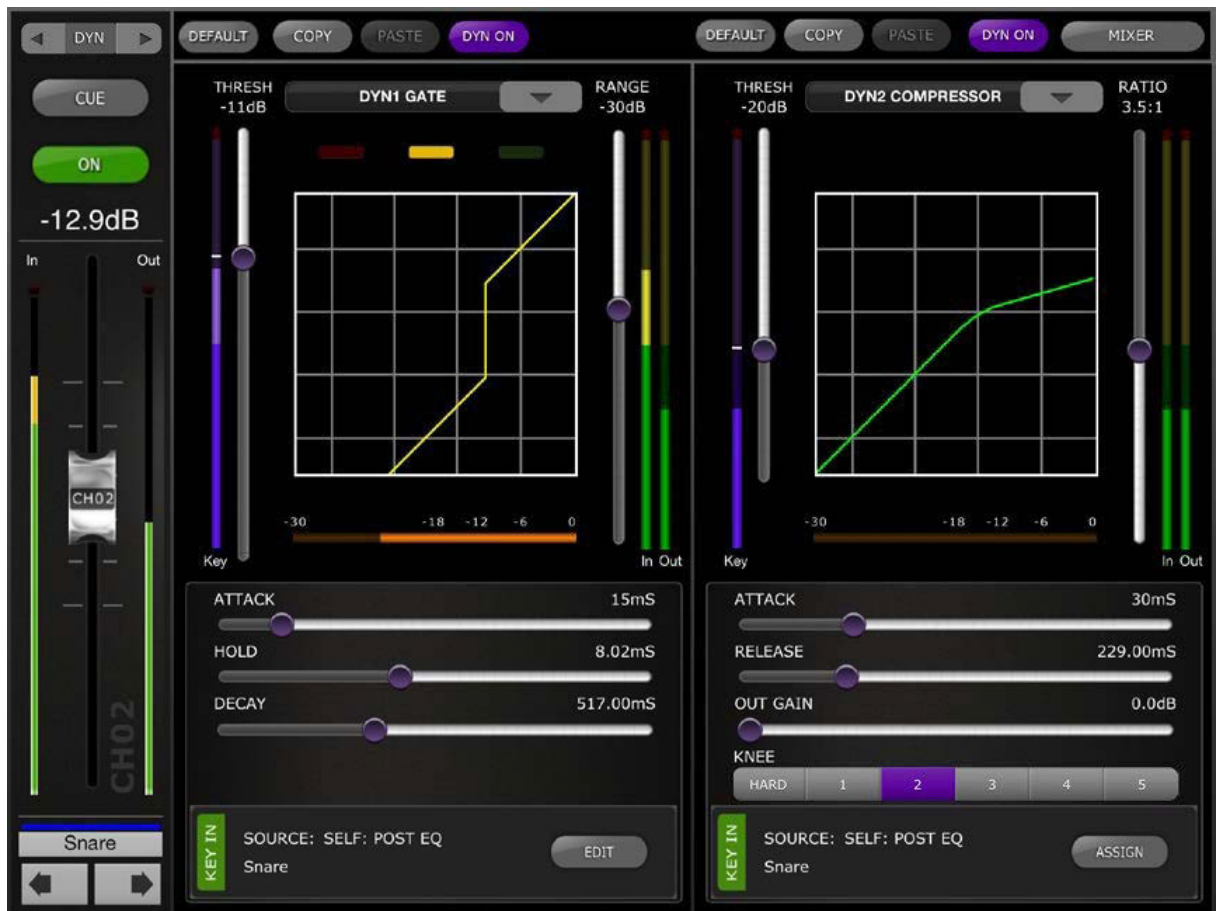 DYN
CUE
ON
-12.9dB
In Out
CH02
CH02
Snare
DEFAULT COPY PASTE DYN ON
THRESH
-11dB
DYN1 GATE
RANGE
-30dB
-30 -18 -12 -6 0
Key
In Out
ATTACK 15mS
HOLD 8.02mS
DECAY 517.00mS
KEY IN
SOURCE: SELF: POST EQ
Snare
EDIT
DEFAULT COPY PASTE DYN ON MIXER
THRESH
-20dB
DYN2 COMPRESSOR
RATIO
3.5:1
-30 -18 -12 -6 0
Key
In Out
ATTACK 30mS
RELEASE 229.00mS
OUT GAIN 0.0dB
KNEE
HARD 1 2 3 4 5
KEY IN
SOURCE: SELF: POST EQ
Snare
ASSIGN